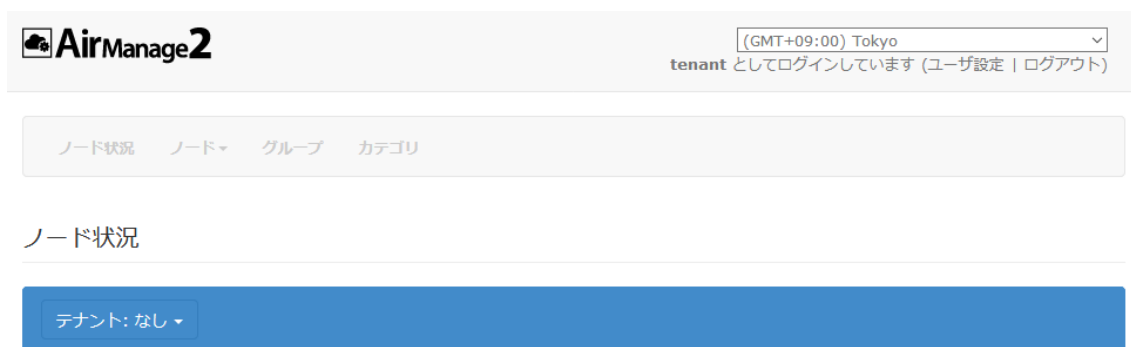 AirManage2
(GMT+09:00) Tokyo
tenant としてログインしています (ユーザ設定 | ログアウト)
ノード状況 ノード グループ カテゴリ
ノード状況
テナント: なし